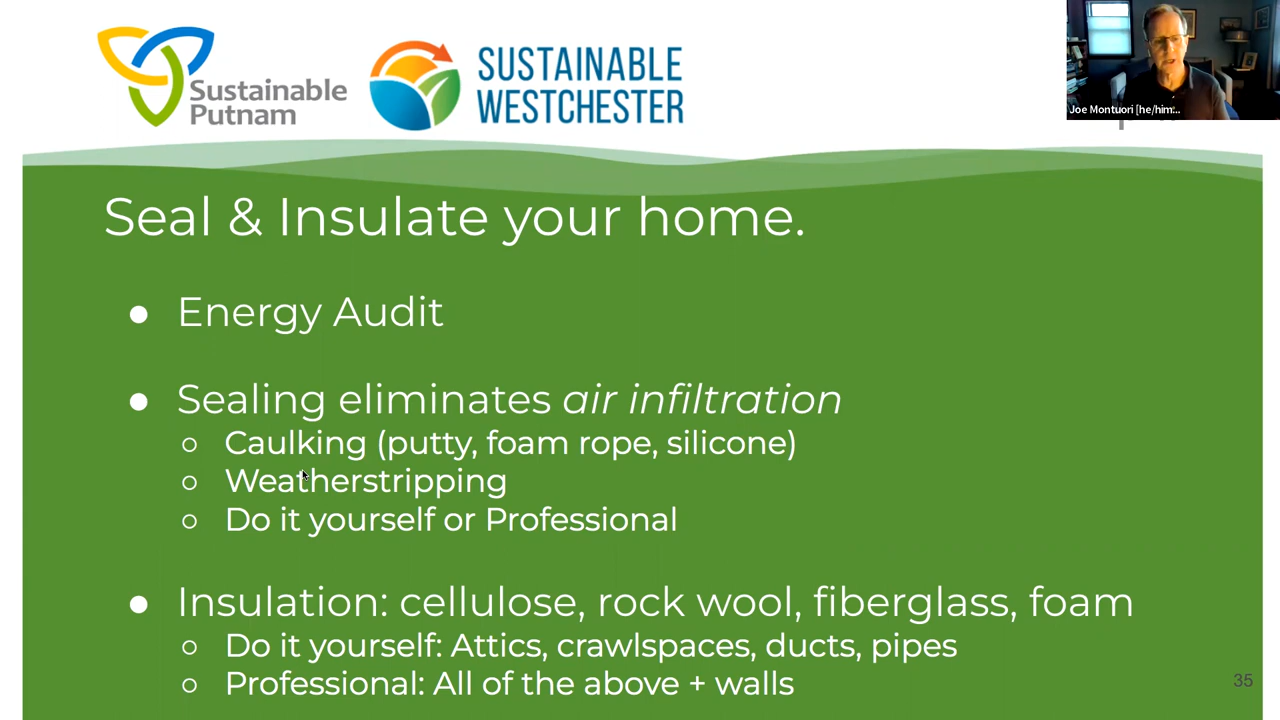 Sustainable
Putnam
SUSTAINABLE
WESTCHESTER
Joe Montuori [he/him:...
Seal & Insulate your home.
● Energy Audit
● Sealing eliminates air infiltration
○ Caulking (putty, foam rope, silicone)
○ Weatherstripping
○ Do it yourself or Professional
● Insulation: cellulose, rock wool, fiberglass, foam
○ Do it yourself: Attics, crawlspaces, ducts, pipes
○ Professional: All of the above + walls
35